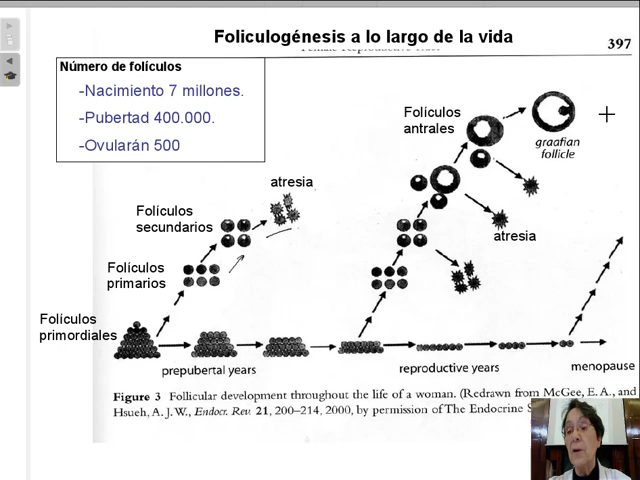 Foliculogénesis a lo largo de la vida
397
Número de folículos
-Nacimiento 7 millones.
-Pubertad 400.000.
-Ovularán 500
Folículos
antrales
graafian
follicle
atresia
Folículos
secundarios
atresia
Folículos
primarios
Folículos
primordiales
prepubertal years
reproductive years
menopause
Figure 3 Follicular development throughout the life of a woman. (Redrawn from McGee, E. A., and
Hsueh, A. J. W., Endocr. Rev. 21, 200–214, 2000, by permission of The Endocrine